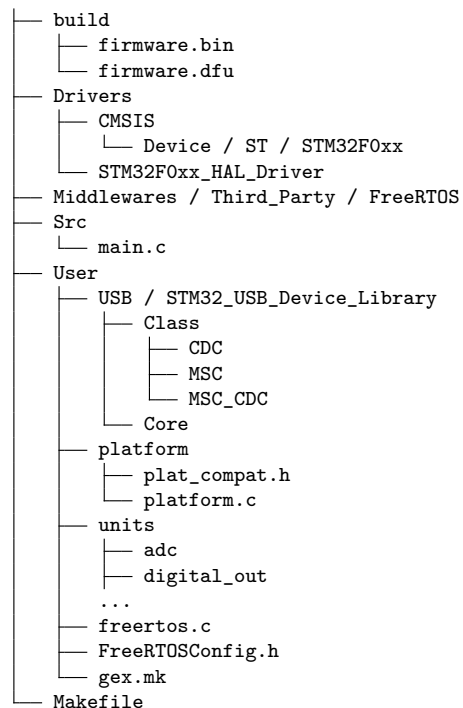 build
firmware.bin
firmware.dfu
Drivers
CMSIS
Device / ST / STM32F0xx
STM32F0xx_HAL_Driver
Middlewares / Third_Party / FreeRTOS
Src
main.c
User
USB / STM32_USB_Device_Library
Class
CDC
MSC
MSC_CDC
Core
platform
plat_compat.h
platform.c
units
adc
digital_out
...
freertos.c
FreeRTOSConfig.h
gex.mk
Makefile